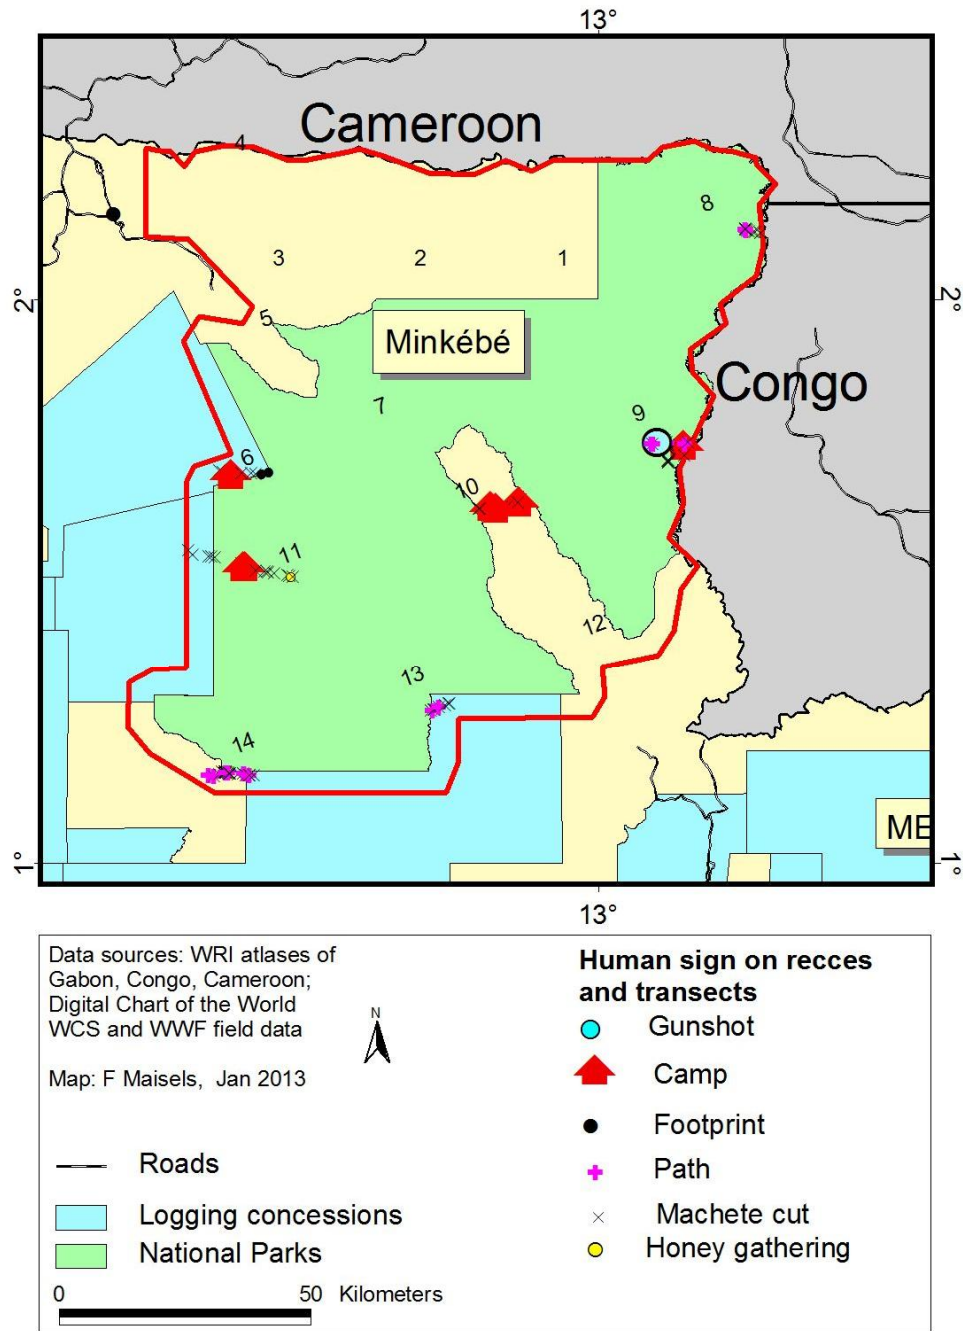 13°
Cameroon
4
8
3
2
1
2°
2°
5
Minkébé
Congo
7
9
6
10
11
12
13
14
ME
1°
1°
13°
Data sources: WRI atlases of
Gabon, Congo, Cameroon;
Digital Chart of the World
WCS and WWF field data
Map: F Maisels, Jan 2013
N
Roads
Logging concessions
National Parks
0 50 Kilometers
Human sign on recces
and transects
Gunshot
Camp
Footprint
Path
Machete cut
Honey gathering